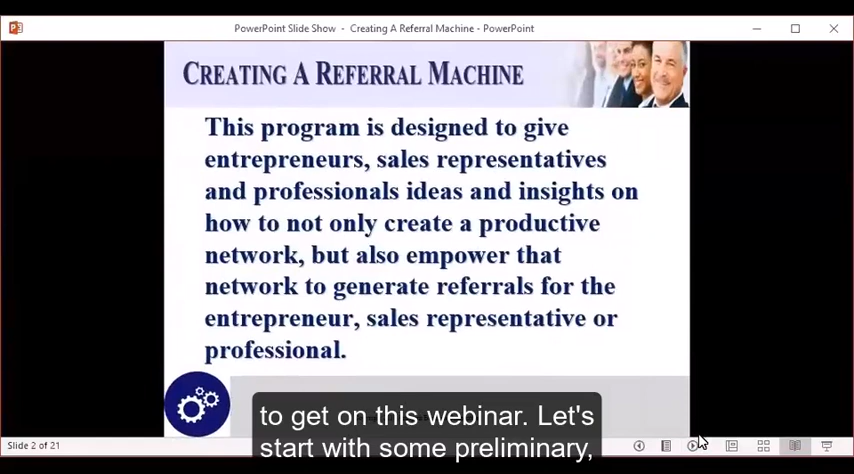 PowerPoint Slide Show - Creating A Referral Machine - PowerPoint
CREATING A REFERRAL MACHINE
This program is designed to give
entrepreneurs, sales representatives
and professionals ideas and insights on
how to not only create a productive
network, but also empower that
network to generate referrals for the
entrepreneur, sales representative or
professional.
to get on this webinar. Let's
start with some preliminary,
Slide 2 of 21